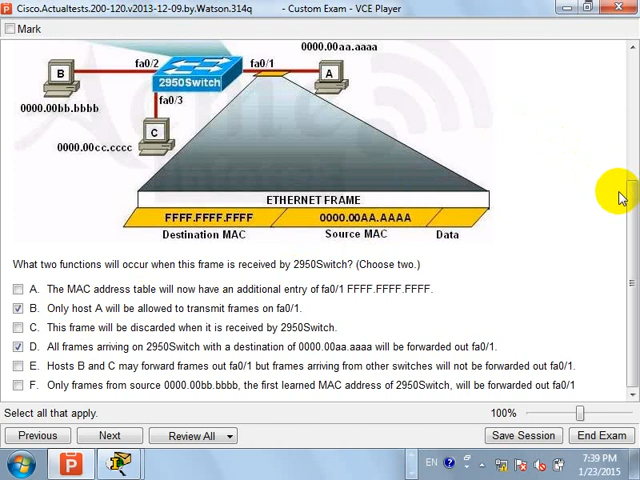 Cisco.Actualtests.200-120.v2013-12-09.by.Watson.314q - Custom Exam - VCE Player
Mark
0000.00aa.aaaa
B fa0/2 fa0/1 A
2950Switch
0000.00bb.bbbb
fa0/3
C
0000.00cc.cccc
ETHERNET FRAME
FFFF.FFFF.FFFF 0000.00AA.AAAA
Destination MAC Source MAC Data
What two functions will occur when this frame is received by 2950Switch? (Choose two.)
A. The MAC address table will now have an additional entry of fa0/1 FFFF.FFFF.FFFF.
B. Only host A will be allowed to transmit frames on fa0/1.
C. This frame will be discarded when it is received by 2950Switch.
D. All frames arriving on 2950Switch with a destination of 0000.00aa.aaaa will be forwarded out fa0/1.
E. Hosts B and C may forward frames out fa0/1 but frames arriving from other switches will not be forwarded out fa0/1.
F. Only frames from source 0000.00bb.bbbb, the first learned MAC address of 2950Switch, will be forwarded out fa0/1
Select all that apply. 100%
Previous Next Review All Save Session End Exam
EN 7:39 PM
1/23/2015